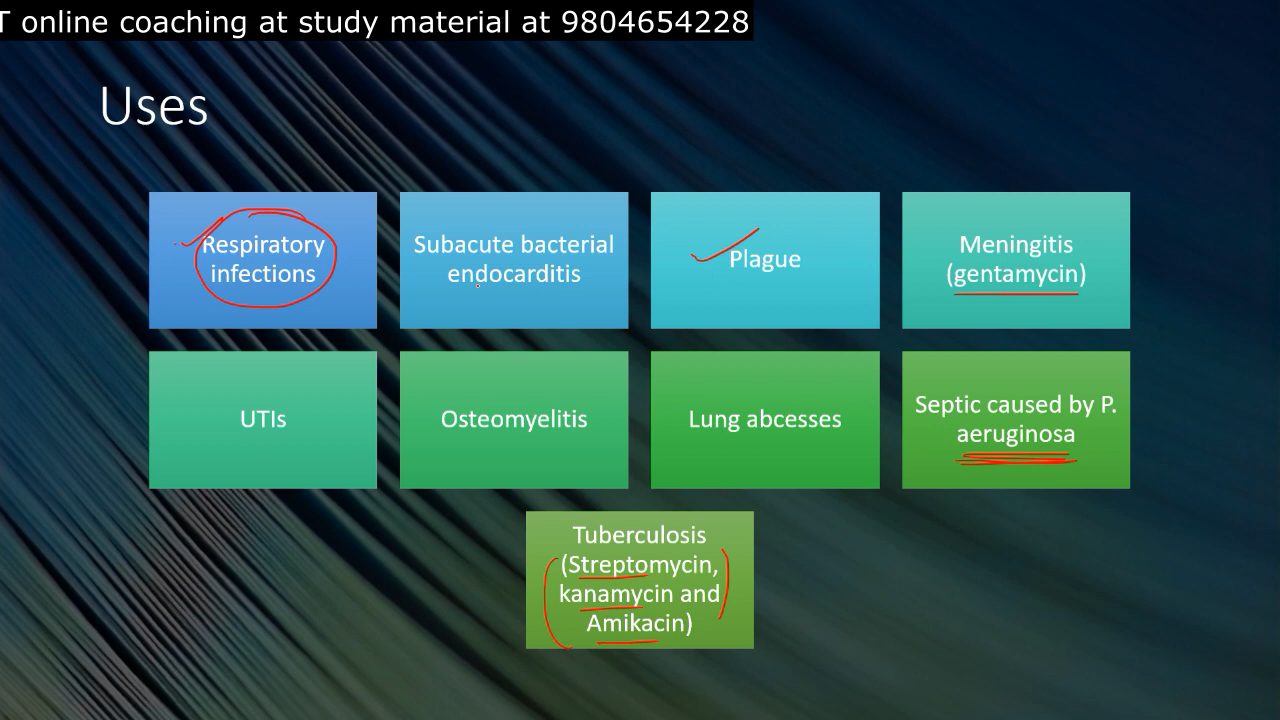 T online coaching at study material at 9804654228
Uses
Respiratory
infections
Subacute bacterial
endocarditis
Plague
Meningitis
(gentamycin)
UTIs
Osteomyelitis
Lung abcesses
Septic caused by P.
aeruginosa
Tuberculosis
(Streptomycin,
kanamycin and
Amikacin)